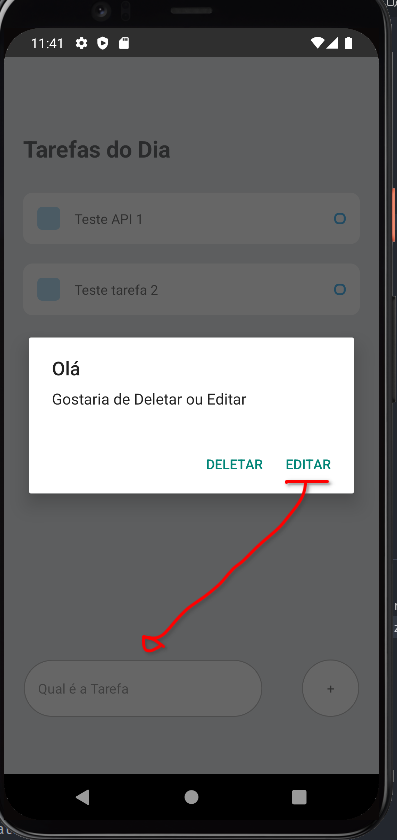 11:41
Tarefas do Dia
Teste API 1
Teste tarefa 2
Olá
Gostaria de Deletar ou Editar
DELETAR EDITAR
Qual é a Tarefa +